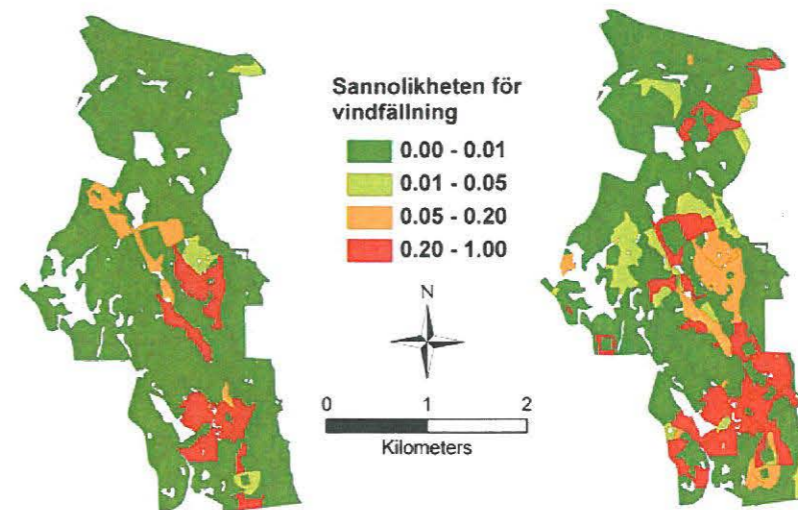 Sannolikheten för
vindfällning
0.00 - 0.01
0.01 - 0.05
0.05 - 0.20
0.20 - 1.00
N
0 1 2
Kilometers